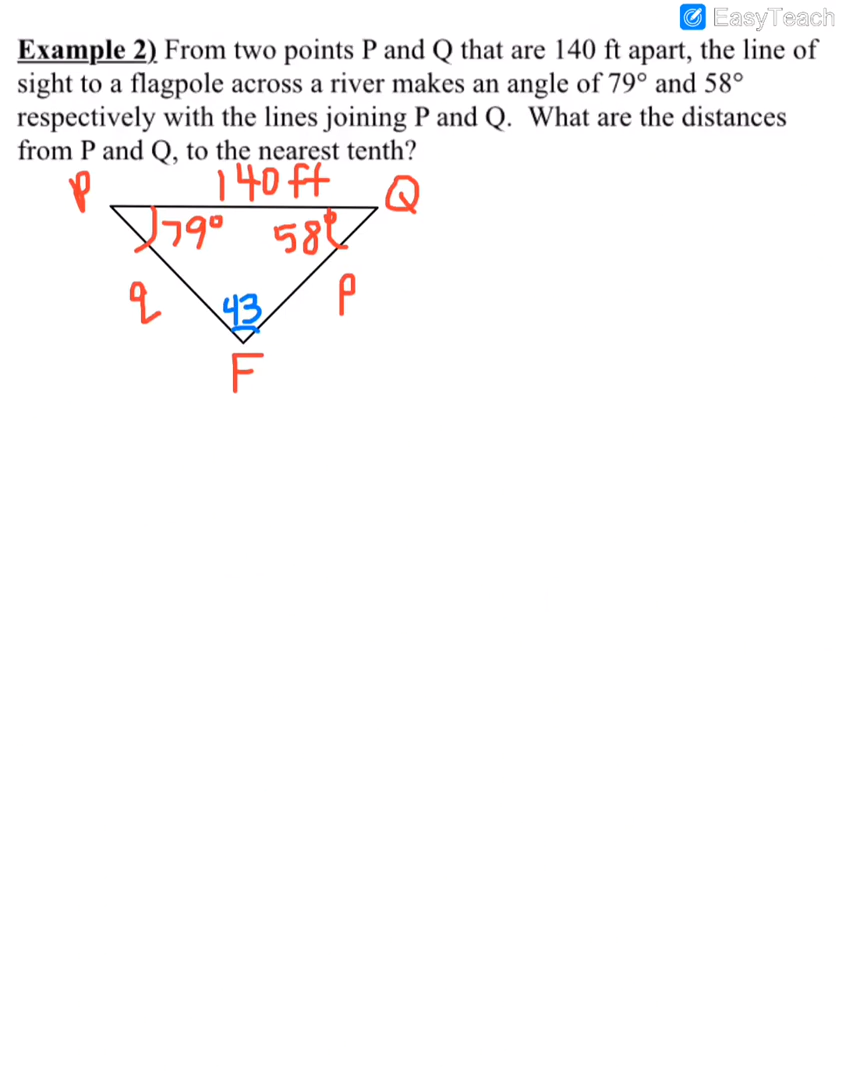 EasyTeach
Example 2) From two points P and Q that are 140 ft apart, the line of
sight to a flagpole across a river makes an angle of 79° and 58°
respectively with the lines joining P and Q.  What are the distances
from P and Q, to the nearest tenth?
P 140 ft Q
79° 58°
q 43 P
F